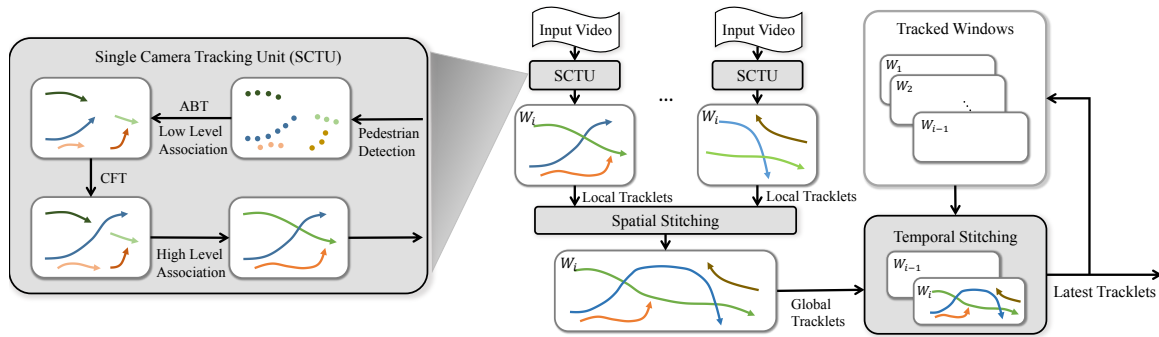 Single Camera Tracking Unit (SCTU)
ABT
Low Level
Association
Pedestrian
Detection
CFT
High Level
Association
Input Video
Input Video
SCTU
SCTU
...
W_i
W_i
Local Tracklets
Local Tracklets
Spatial Stitching
W_i
Global
Tracklets
Tracked Windows
W_1
W_2
⋱
W_{i-1}
Temporal Stitching
W_{i-1}
W_i
Latest Tracklets